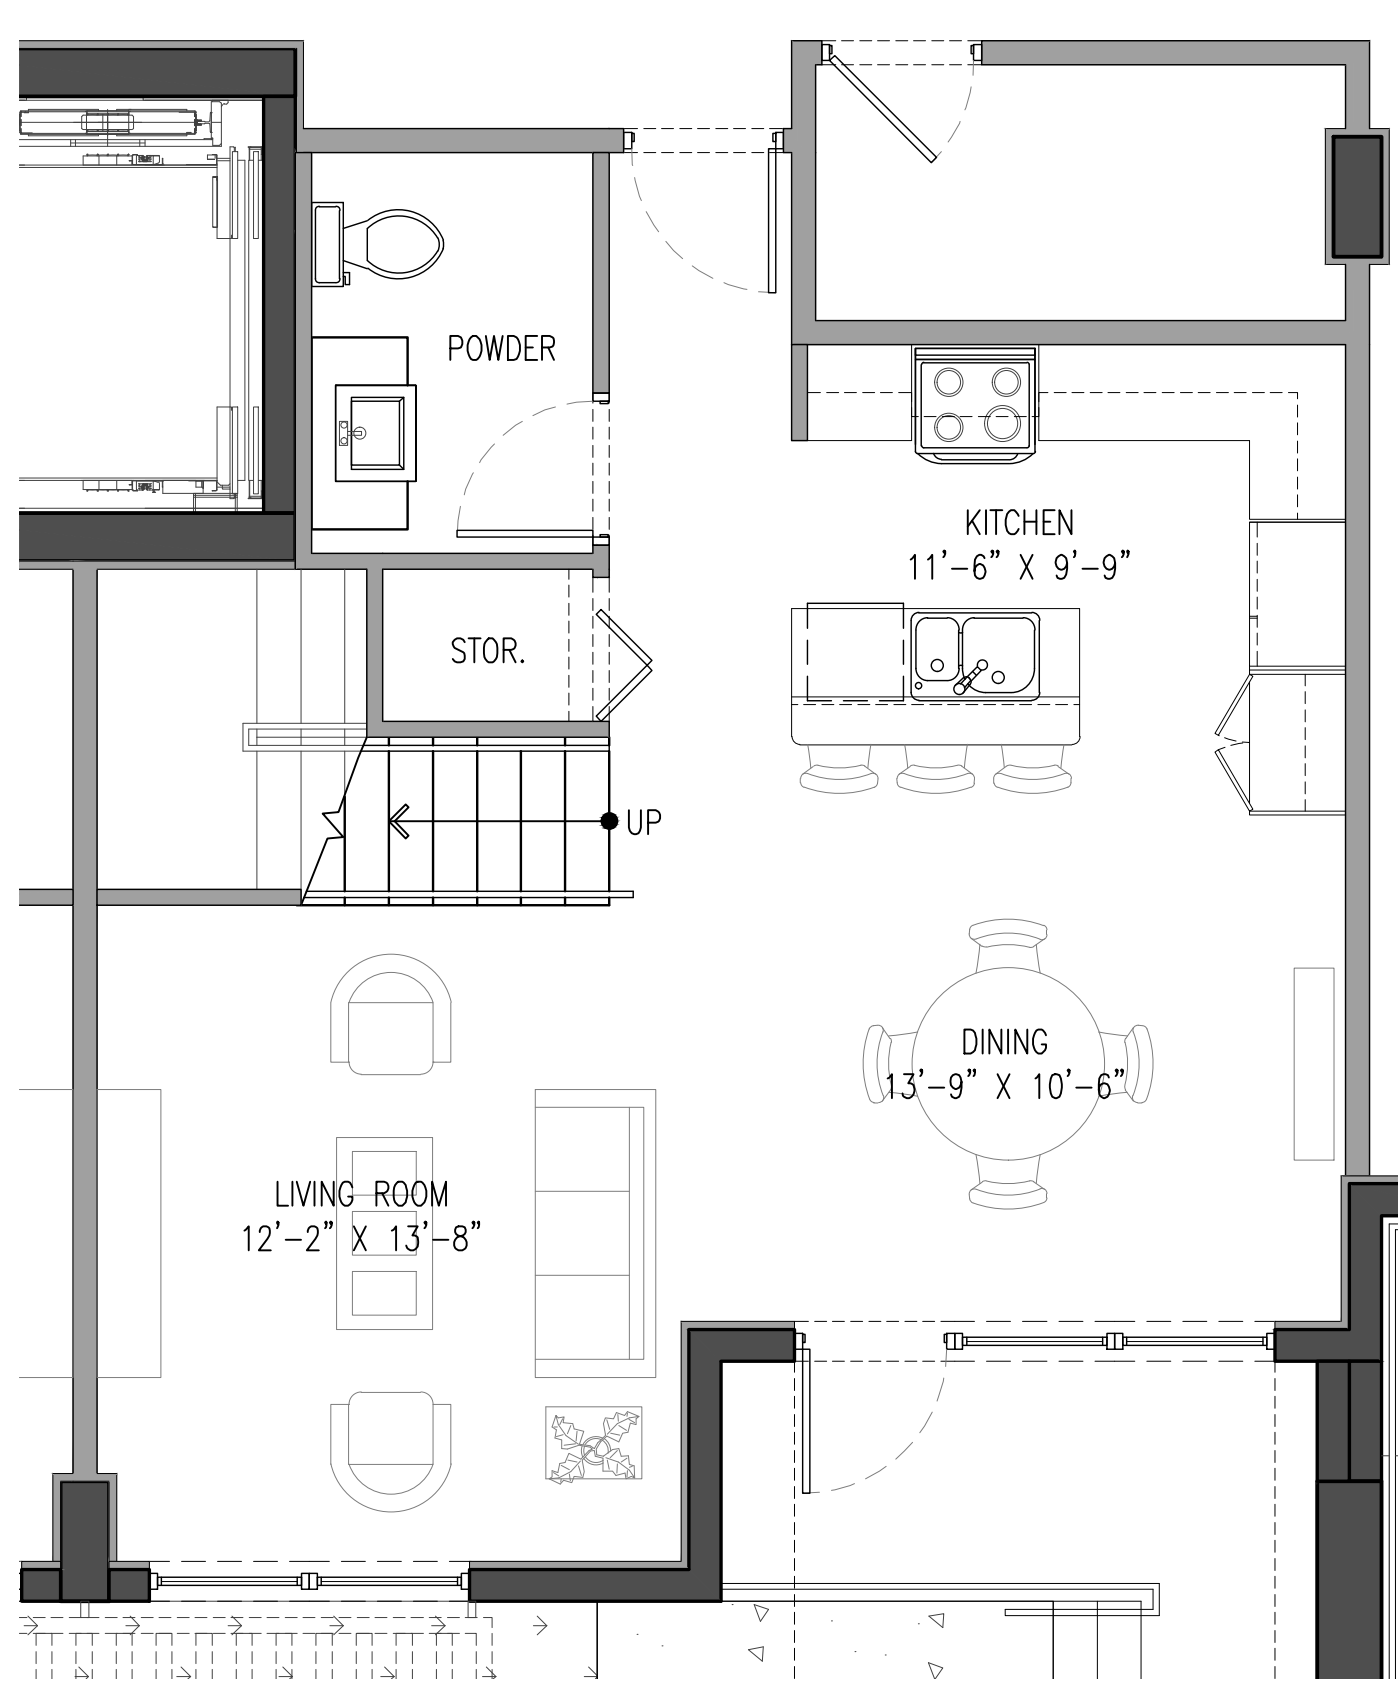 POWDER
KITCHEN
11'-6" X 9'-9"
STOR.
UP
DINING
13'-9" X 10'-6"
LIVING ROOM
12'-2" X 13'-8"